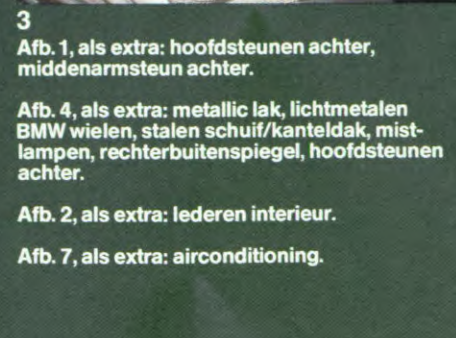 3
Afb. 1, als extra: hoofdsteunen achter,
middenarmsteun achter.
Afb. 4, als extra: metallic lak, lichtmetalen
BMW wielen, stalen schuif/kanteldak, mist-
lampen, rechterbuitenspiegel, hoofdsteunen
achter.
Afb. 2, als extra: lederen interieur.
Afb. 7, als extra: airconditioning.